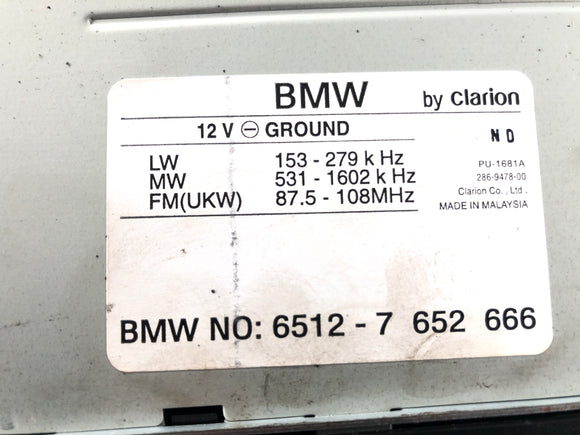 BMW by Clarion
12 V ⊖ GROUND
N 0
LW 153 - 279 k Hz
MW 531 - 1602 k Hz
FM(UKW) 87.5 - 108MHz
PU-1681A
286-9478-00
Clarion Co., Ltd.
MADE IN MALAYSIA
BMW NO: 6512 - 7 652 666